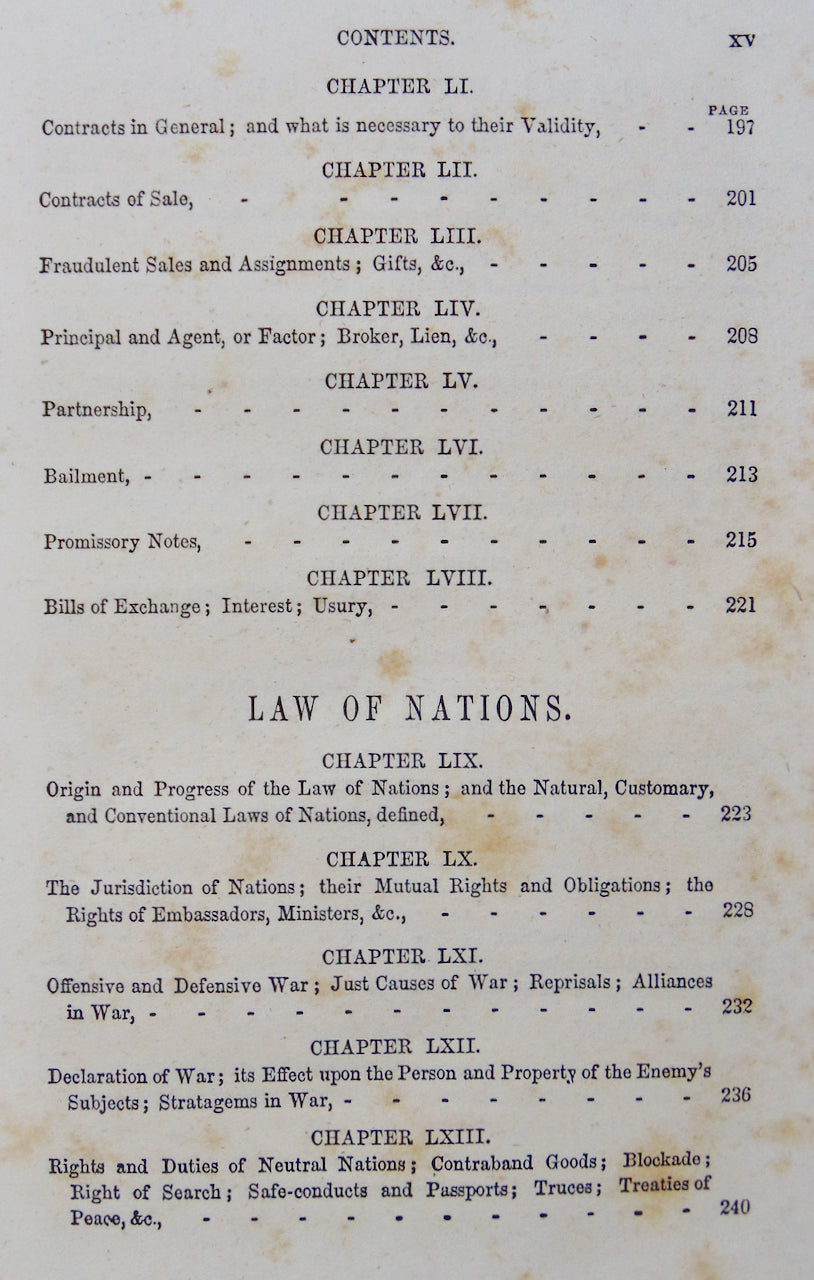 CONTENTS. xv
CHAPTER LI.
PAGE
Contracts in General; and what is necessary to their Validity, - - 197
CHAPTER LII.
Contracts of Sale, - - - - - - - - - 201
CHAPTER LIII.
Fraudulent Sales and Assignments; Gifts, &c., - - - - - 205
CHAPTER LIV.
Principal and Agent, or Factor; Broker, Lien, &c., - - - - 208
CHAPTER LV.
Partnership, - - - - - - - - - - - 211
CHAPTER LVI.
Bailment, - - - - - - - - - - - - 213
CHAPTER LVII.
Promissory Notes, - - - - - - - - - - 215
CHAPTER LVIII.
Bills of Exchange; Interest; Usury, - - - - - - - 221
LAW OF NATIONS.
CHAPTER LIX.
Origin and Progress of the Law of Nations; and the Natural, Customary,
and Conventional Laws of Nations, defined, - - - - - 223
CHAPTER LX.
The Jurisdiction of Nations; their Mutual Rights and Obligations; the
Rights of Embassadors, Ministers, &c., - - - - - - 228
CHAPTER LXI.
Offensive and Defensive War; Just Causes of War; Reprisals; Alliances
in War, - - - - - - - - - - - - 232
CHAPTER LXII.
Declaration of War; its Effect upon the Person and Property of the Enemy's
Subjects; Stratagems in War, - - - - - - - - 236
CHAPTER LXIII.
Rights and Duties of Neutral Nations; Contraband Goods; Blockade;
Right of Search; Safe-conducts and Passports; Truces; Treaties of
Peace, &c., - - - - - - - - - - - 240